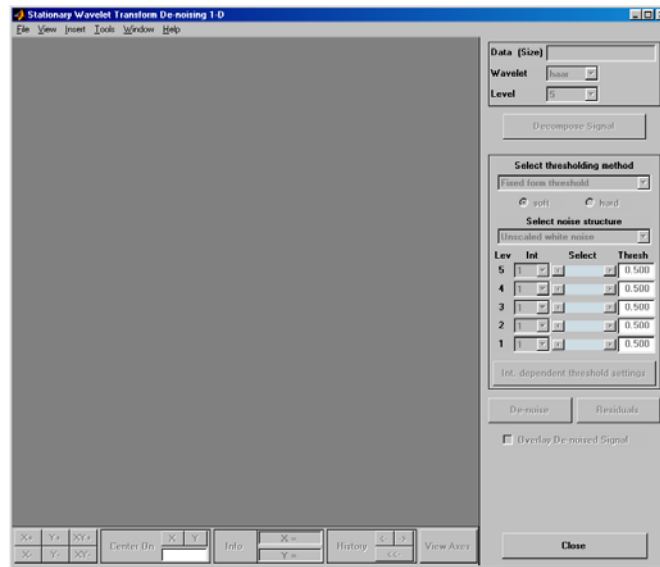 Stationary Wavelet Transform De-noising 1-D
File View Insert Tools Window Help
Data (Size)
Wavelet haar
Level 5
Decompose Signal
Select thresholding method
Fixed form threshold
soft hard
Select noise structure
Unscaled white noise
Lev Int Select Thresh
5 1 0.500
4 1 0.500
3 1 0.500
2 1 0.500
1 1 0.500
Int. dependent threshold settings
De-noise Residuals
Overlay De-noised Signal
X+ Y+ XY+
X- Y- XY-
Center On X Y
Info X =
Y =
History <- ->
<<-
View Axes
Close